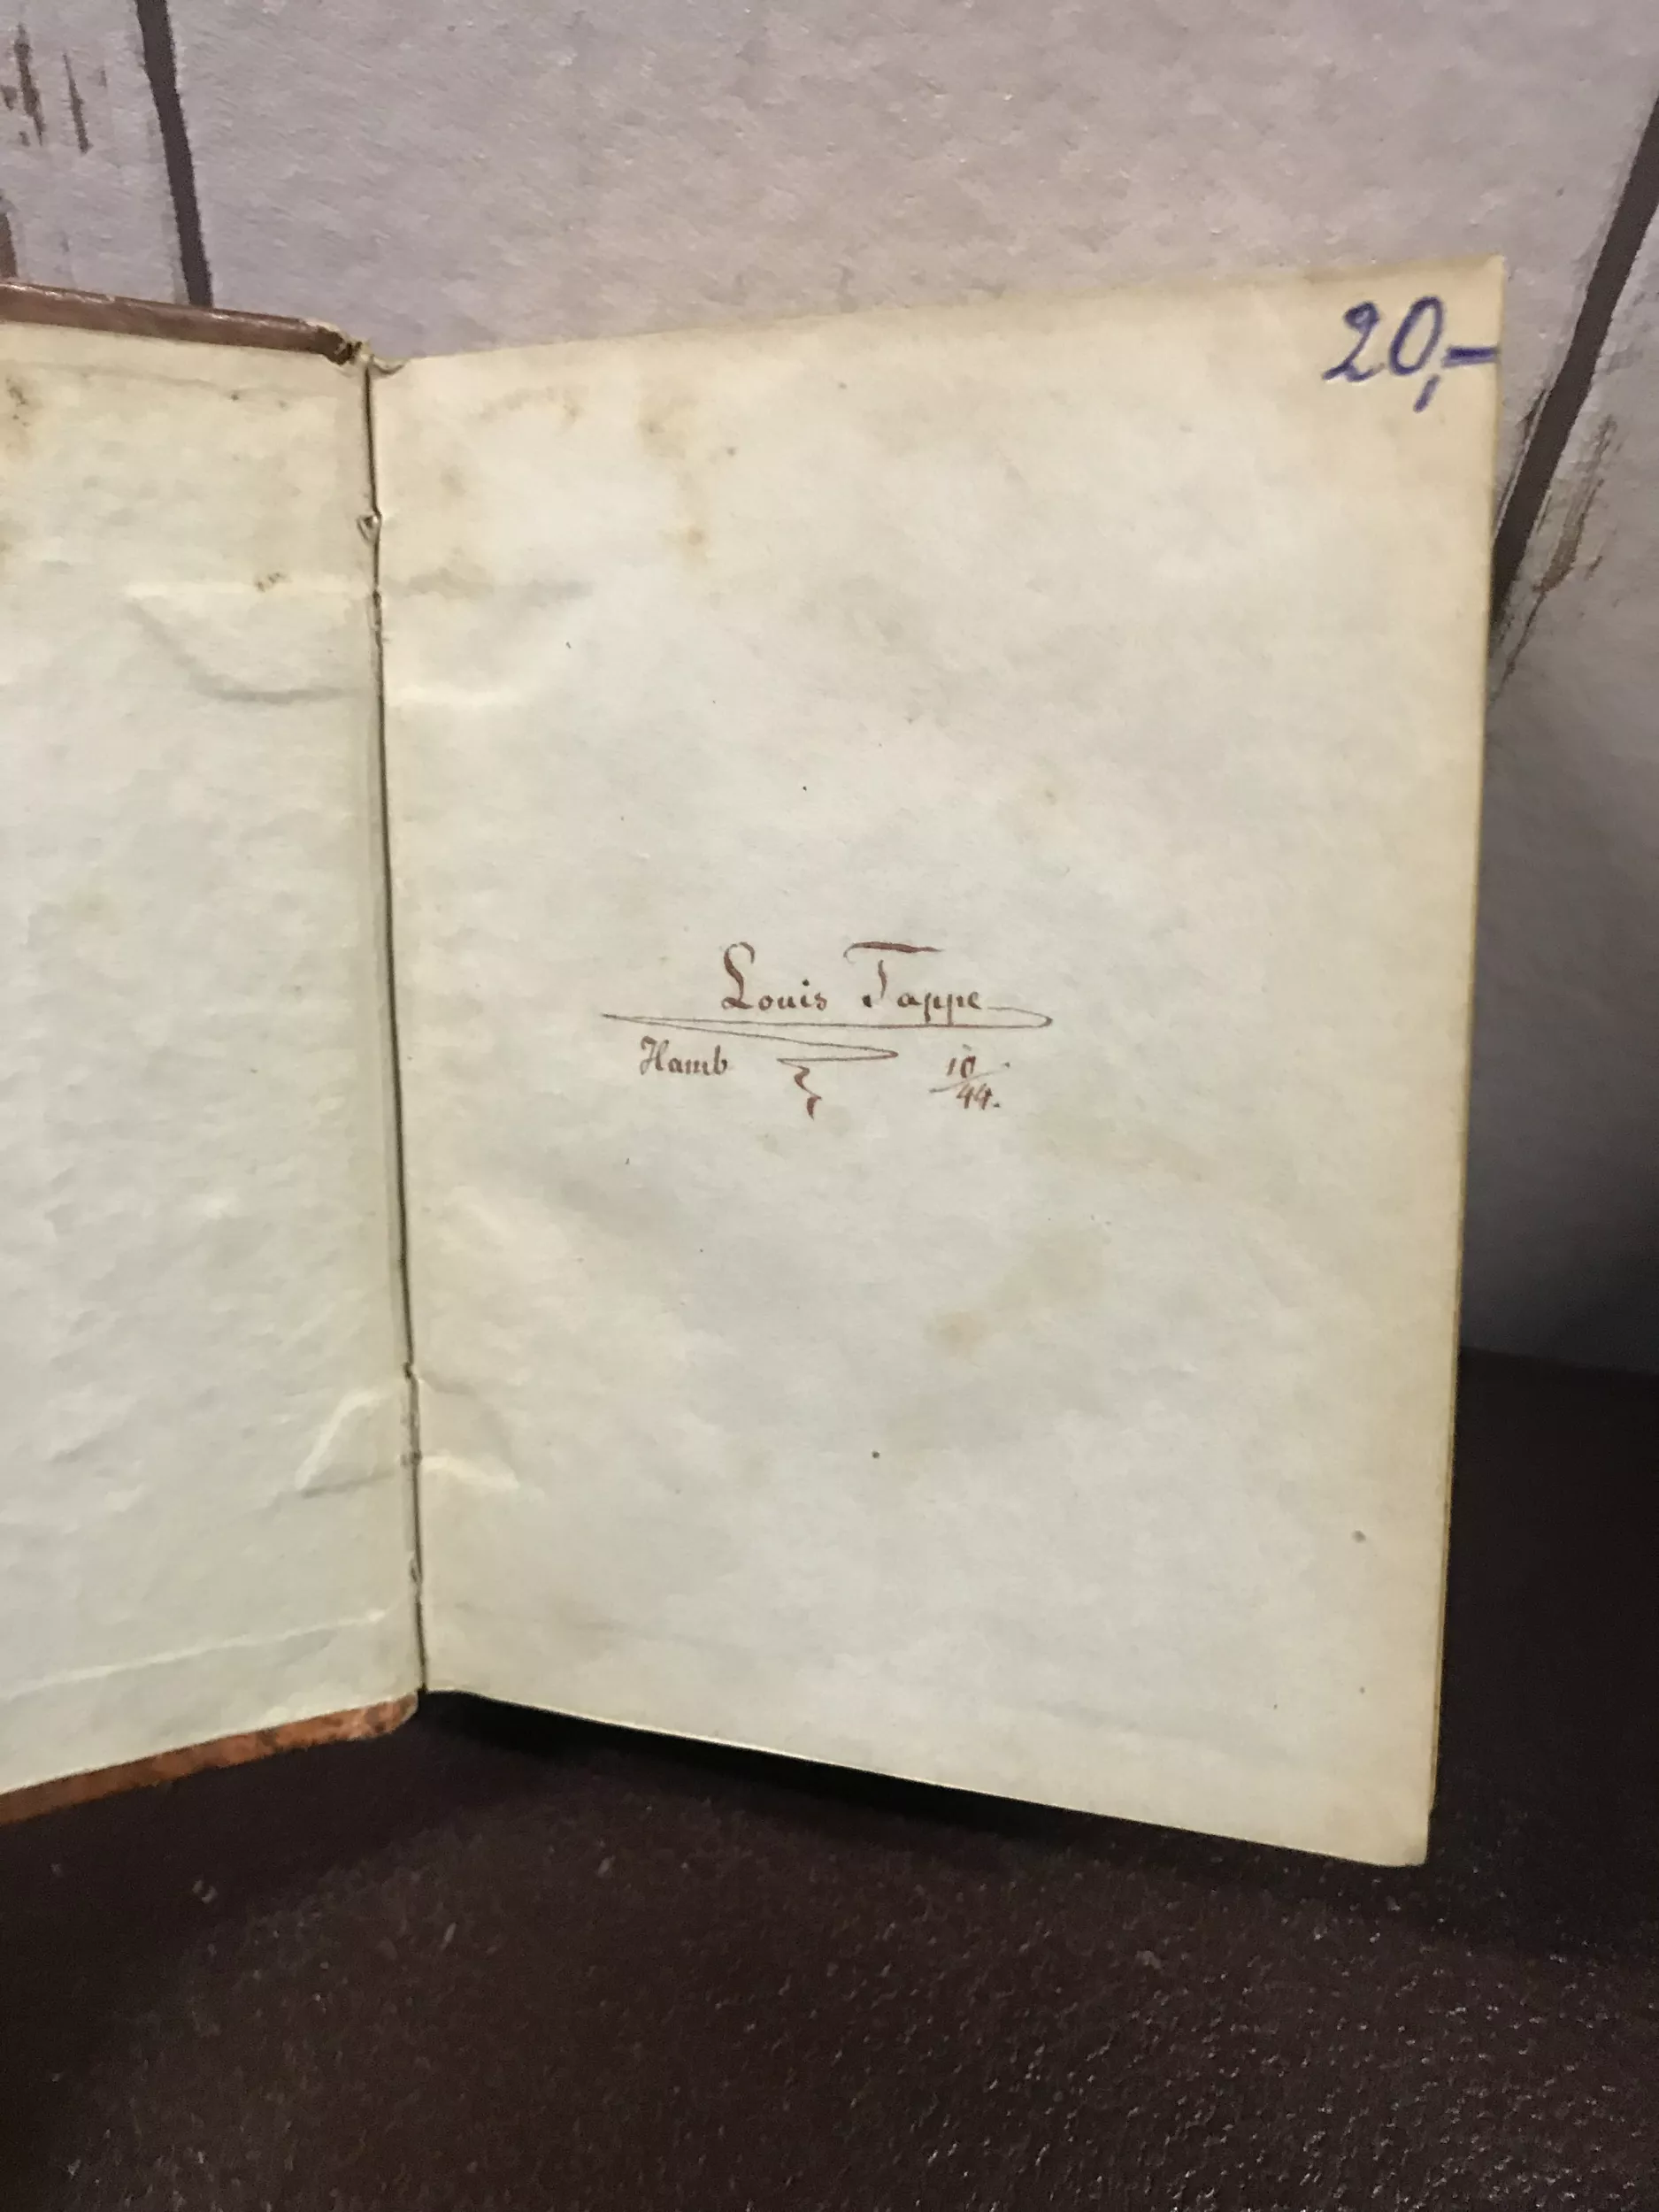 20,-
Louis Tappe
Hamb 10/44.